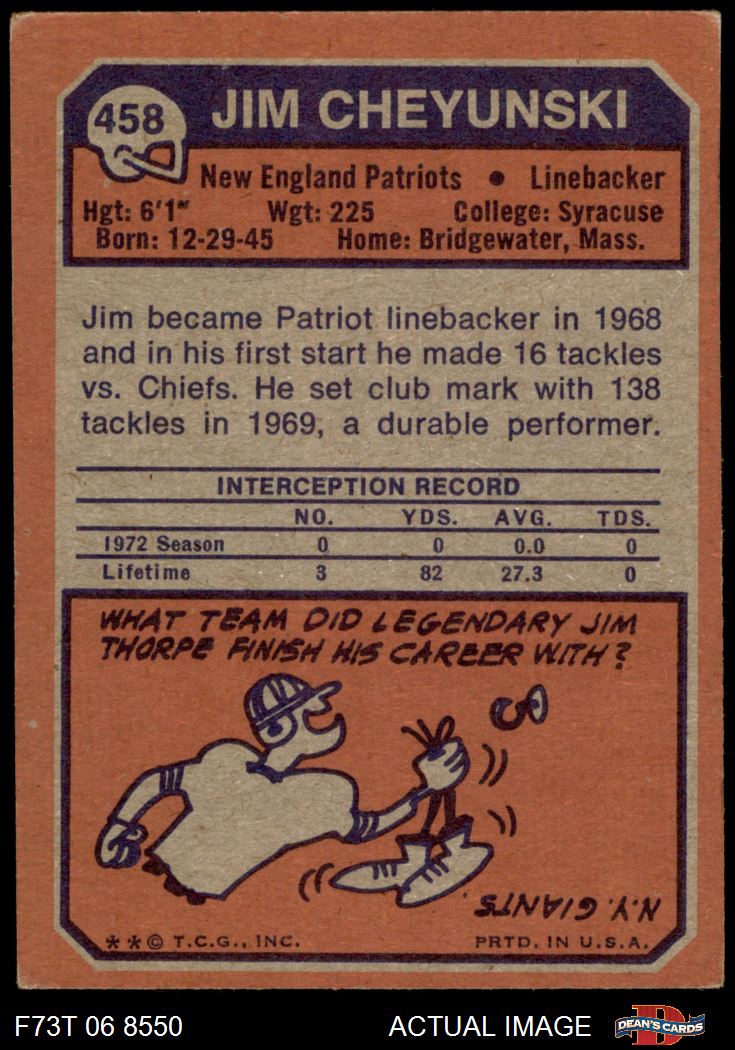 458
JIM CHEYUNSKI
New England Patriots • Linebacker
Hgt: 6'1" Wgt: 225 College: Syracuse
Born: 12-29-45 Home: Bridgewater, Mass.
Jim became Patriot linebacker in 1968
and in his first start he made 16 tackles
vs. Chiefs. He set club mark with 138
tackles in 1969, a durable performer.
INTERCEPTION RECORD
NO. YDS. AVG. TDS.
1972 Season 0 0 0.0 0
Lifetime 3 82 27.3 0
WHAT TEAM DID LEGENDARY JIM
THORPE FINISH HIS CAREER WITH?
N.Y. GIANTS.
* * © T.C.G., INC. PRTD. IN U.S.A.
F73T 06 8550 ACTUAL IMAGE
D
DEAN'S CARDS